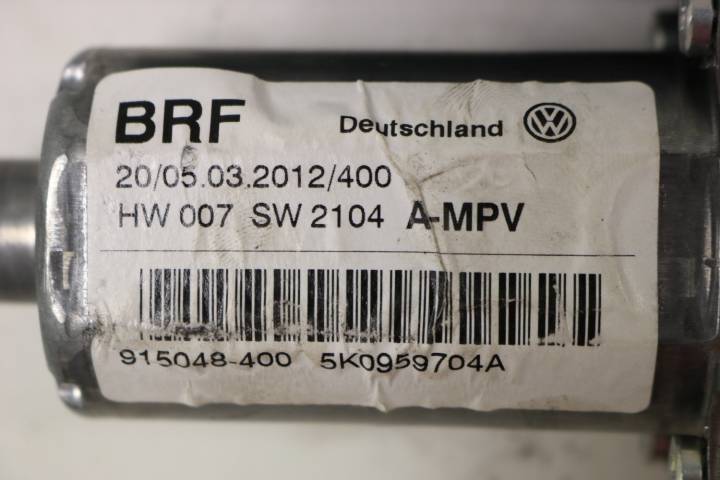 BRF Deutschland
20/05.03.2012/400
HW 007 SW 2104 A-MPV
915048-400 5K0959704A